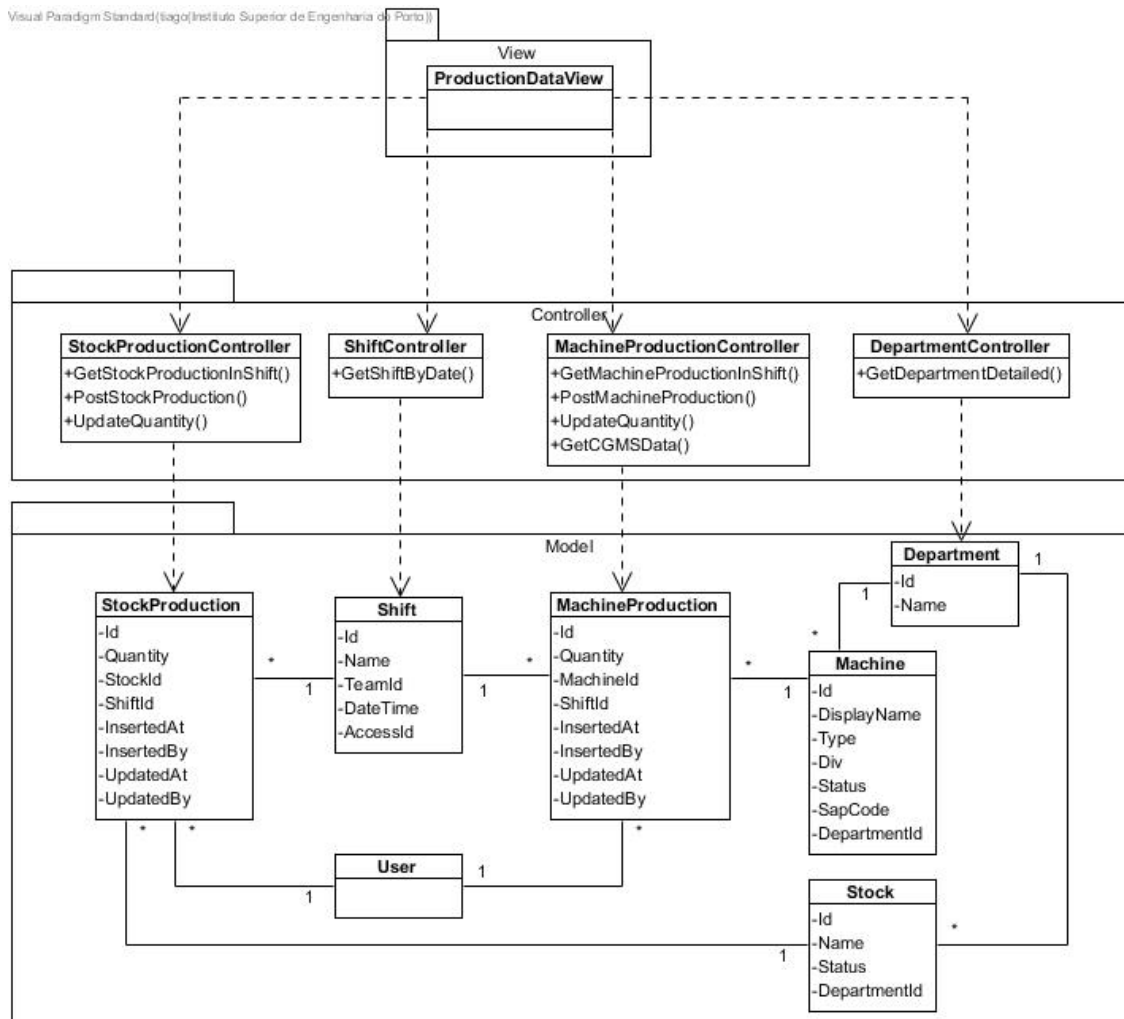 Visual Paradigm Standard(tiago(Instituto Superior de Engenharia do Porto))
View
ProductionDataView
Controller
StockProductionController
+GetStockProductionInShift()
+PostStockProduction()
+UpdateQuantity()
ShiftController
+GetShiftByDate()
MachineProductionController
+GetMachineProductionInShift()
+PostMachineProduction()
+UpdateQuantity()
+GetCGMSData()
DepartmentController
+GetDepartmentDetailed()
Model
StockProduction
-Id
-Quantity
-StockId
-ShiftId
-InsertedAt
-InsertedBy
-UpdatedAt
-UpdatedBy
*
1
Shift
-Id
-Name
-TeamId
-DateTime
-AccessId
1
*
MachineProduction
-Id
-Quantity
-MachineId
-ShiftId
-InsertedAt
-InsertedBy
-UpdatedAt
-UpdatedBy
*
1
Department
-Id
-Name
1
1
*
Machine
-Id
-DisplayName
-Type
-Div
-Status
-SapCode
-DepartmentId
*
*
*
User
1
1
Stock
-Id
-Name
-Status
-DepartmentId
1
*